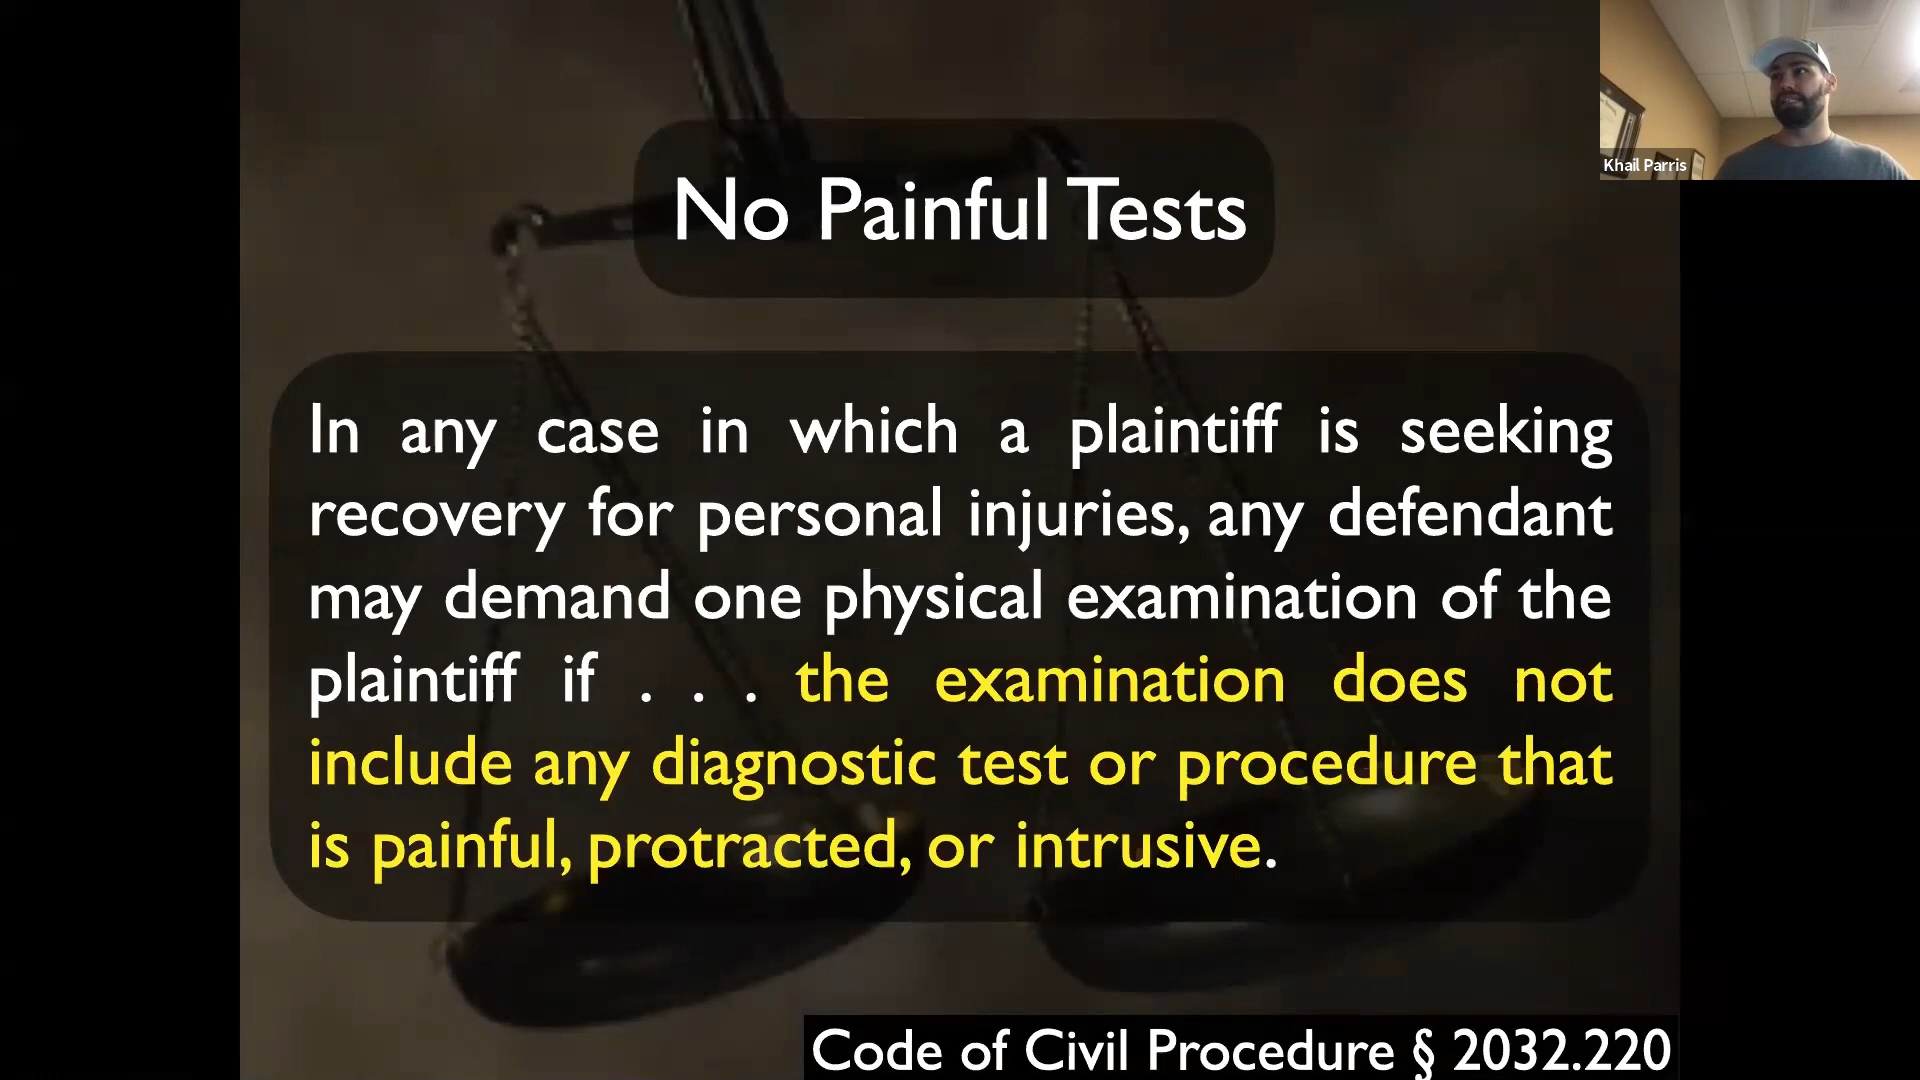 No Painful Tests
In any case in which a plaintiff is seeking
recovery for personal injuries, any defendant
may demand one physical examination of the
plaintiff if . . . the examination does not
include any diagnostic test or procedure that
is painful, protracted, or intrusive.
Code of Civil Procedure § 2032.220
Khail Parris